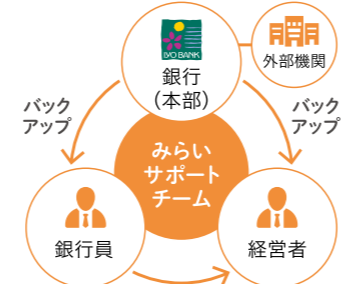 IYO BANK
銀行
（本部）
外部機関
バック
アップ
バック
アップ
みらい
サポート
チーム
銀行員
経営者